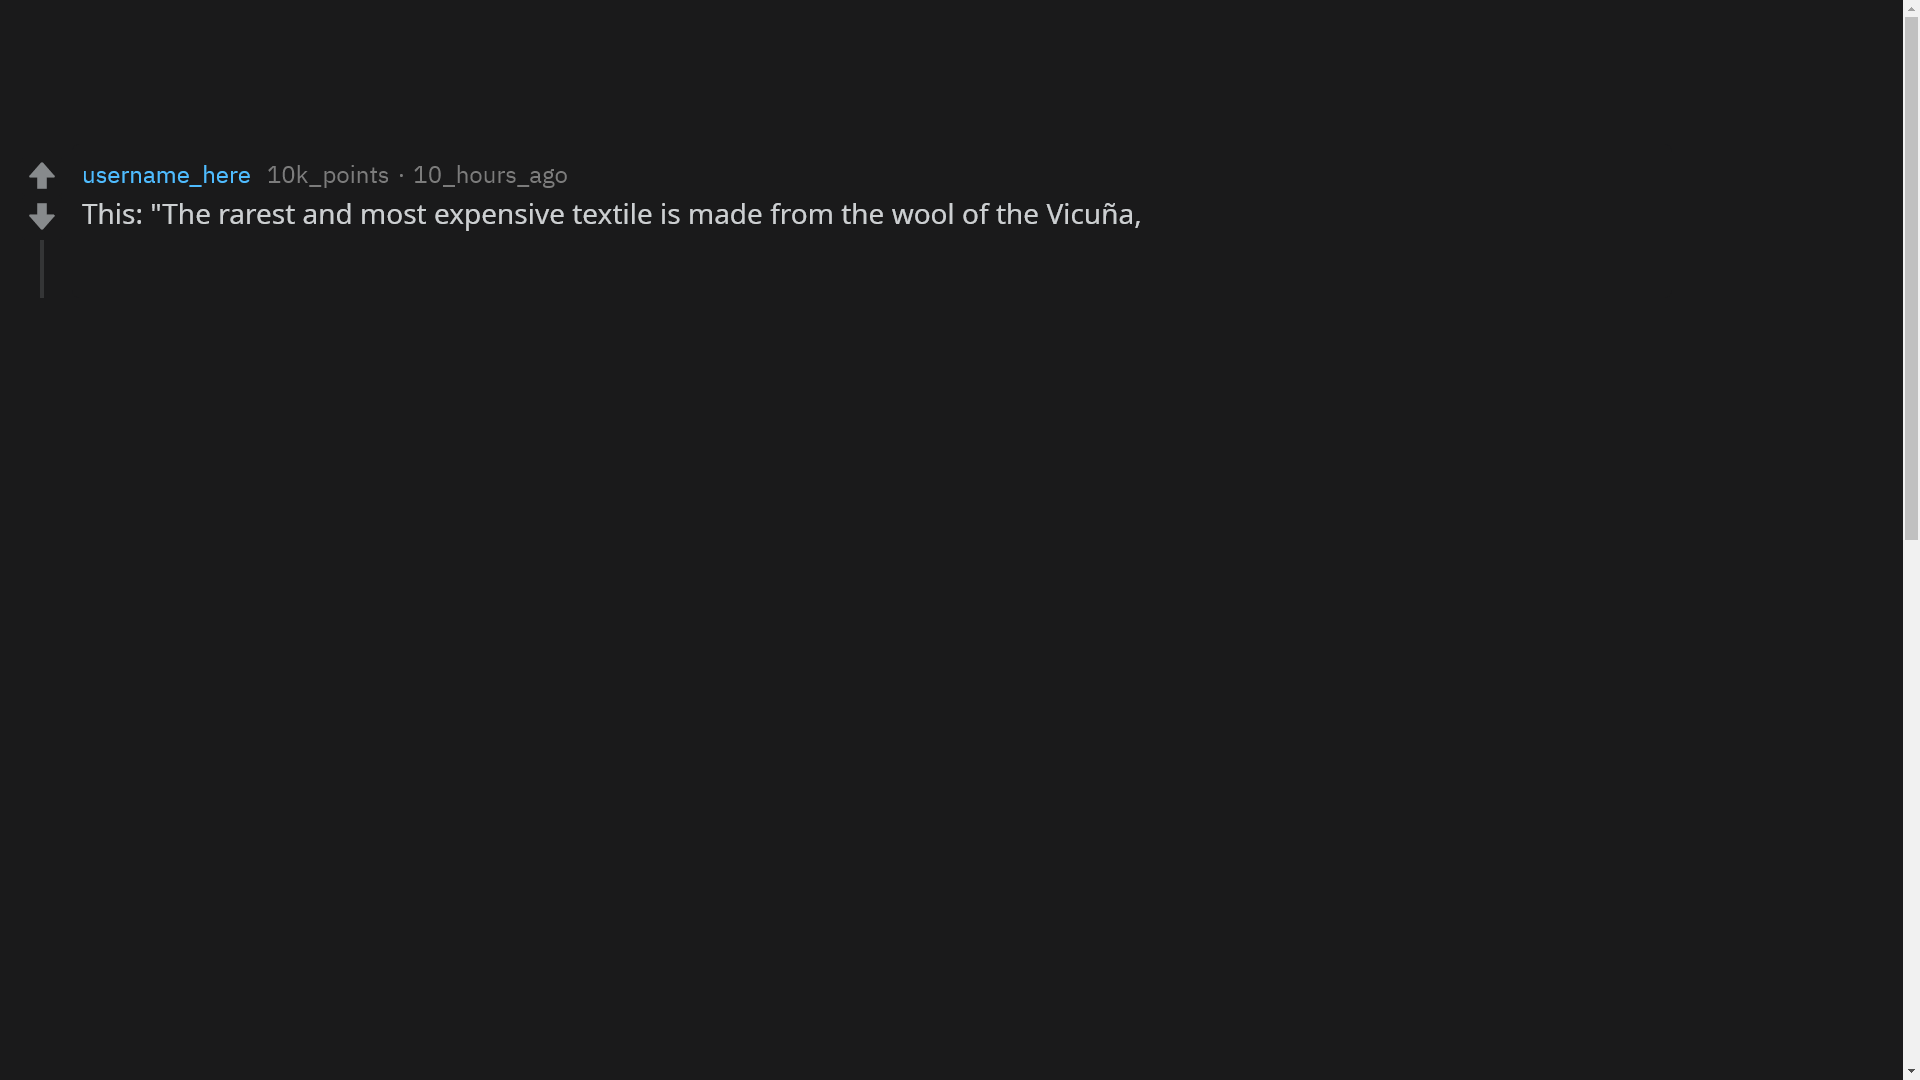 username_here 10k_points · 10_hours_ago
This: "The rarest and most expensive textile is made from the wool of the Vicuña,